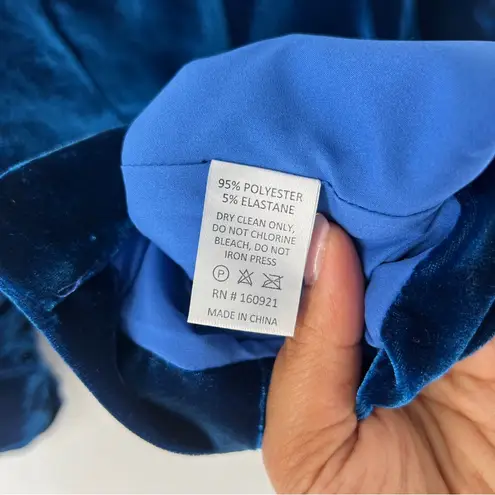 95% POLYESTER
5% ELASTANE
DRY CLEAN ONLY,
DO NOT CHLORINE
BLEACH, DO NOT
IRON PRESS
P
RN # 160921
MADE IN CHINA